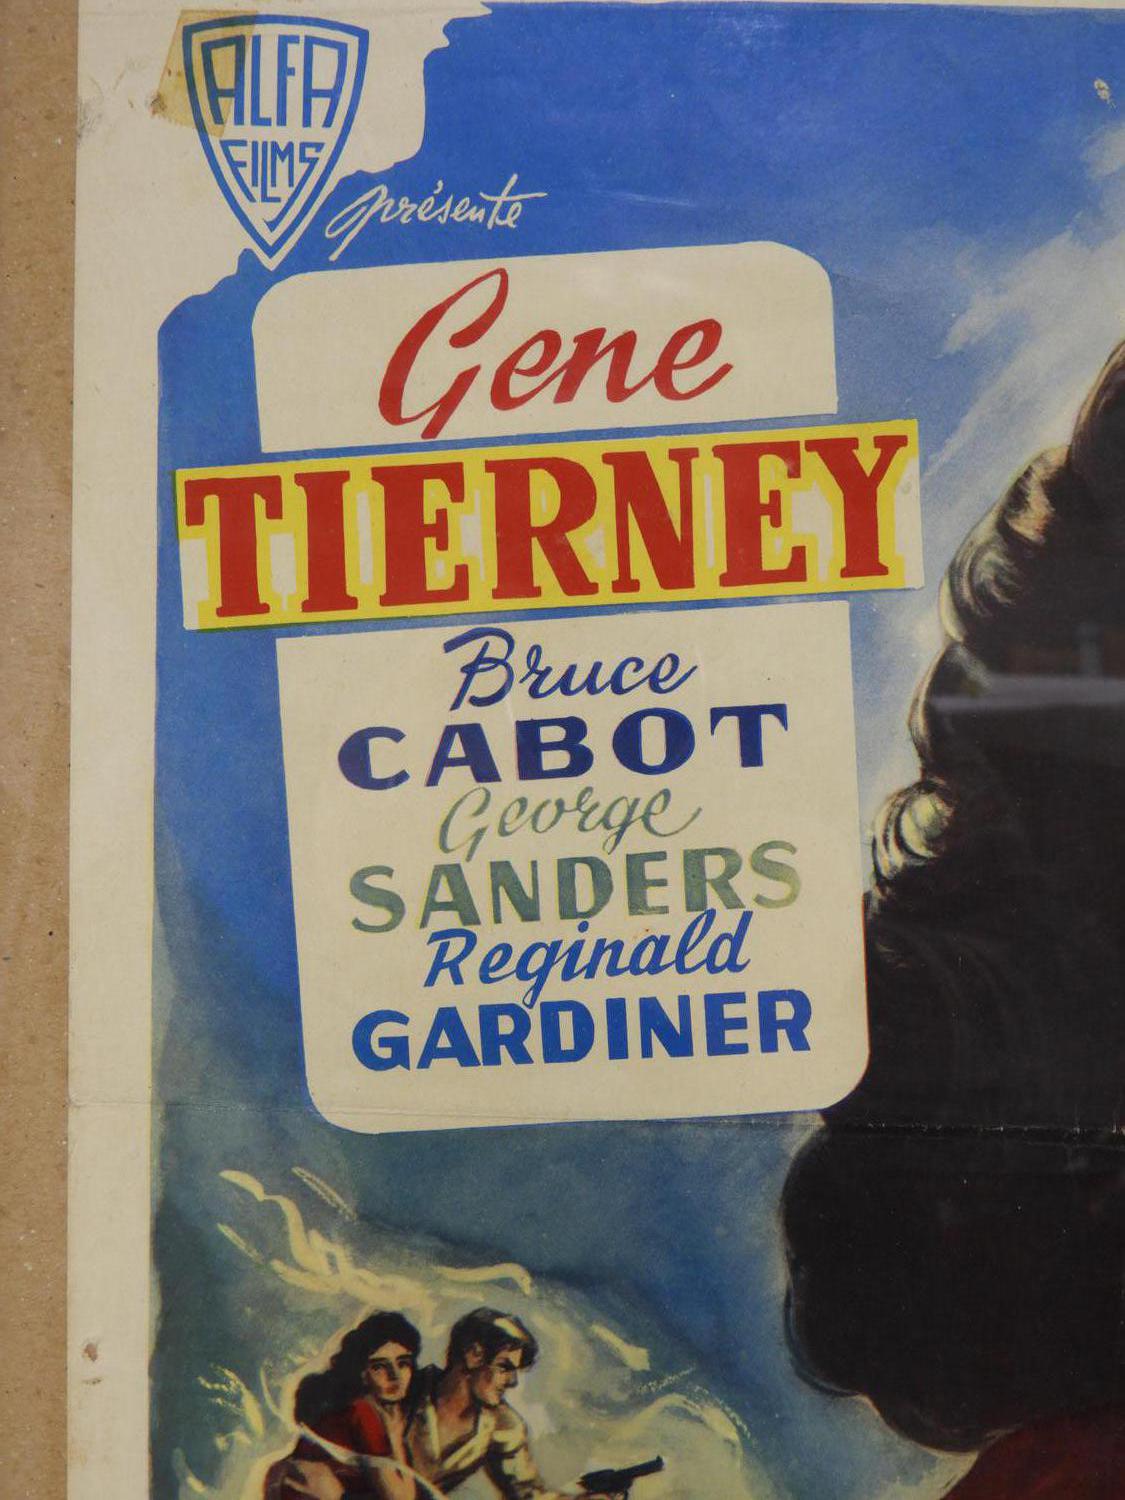 ALFA
FILMS
présente
Gene
TIERNEY
Bruce
CABOT
George
SANDERS
Reginald
GARDINER